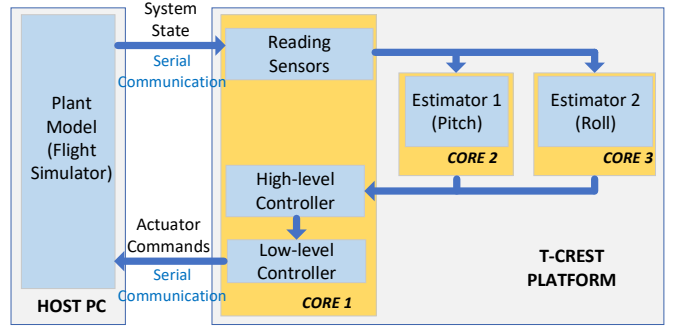 System
State
Serial
Communication
Plant
Model
(Flight
Simulator)
Reading
Sensors
Estimator 1
(Pitch)
CORE 2
Estimator 2
(Roll)
CORE 3
High-level
Controller
Actuator
Commands
Serial
Communication
Low-level
Controller
CORE 1
HOST PC
T-CREST
PLATFORM